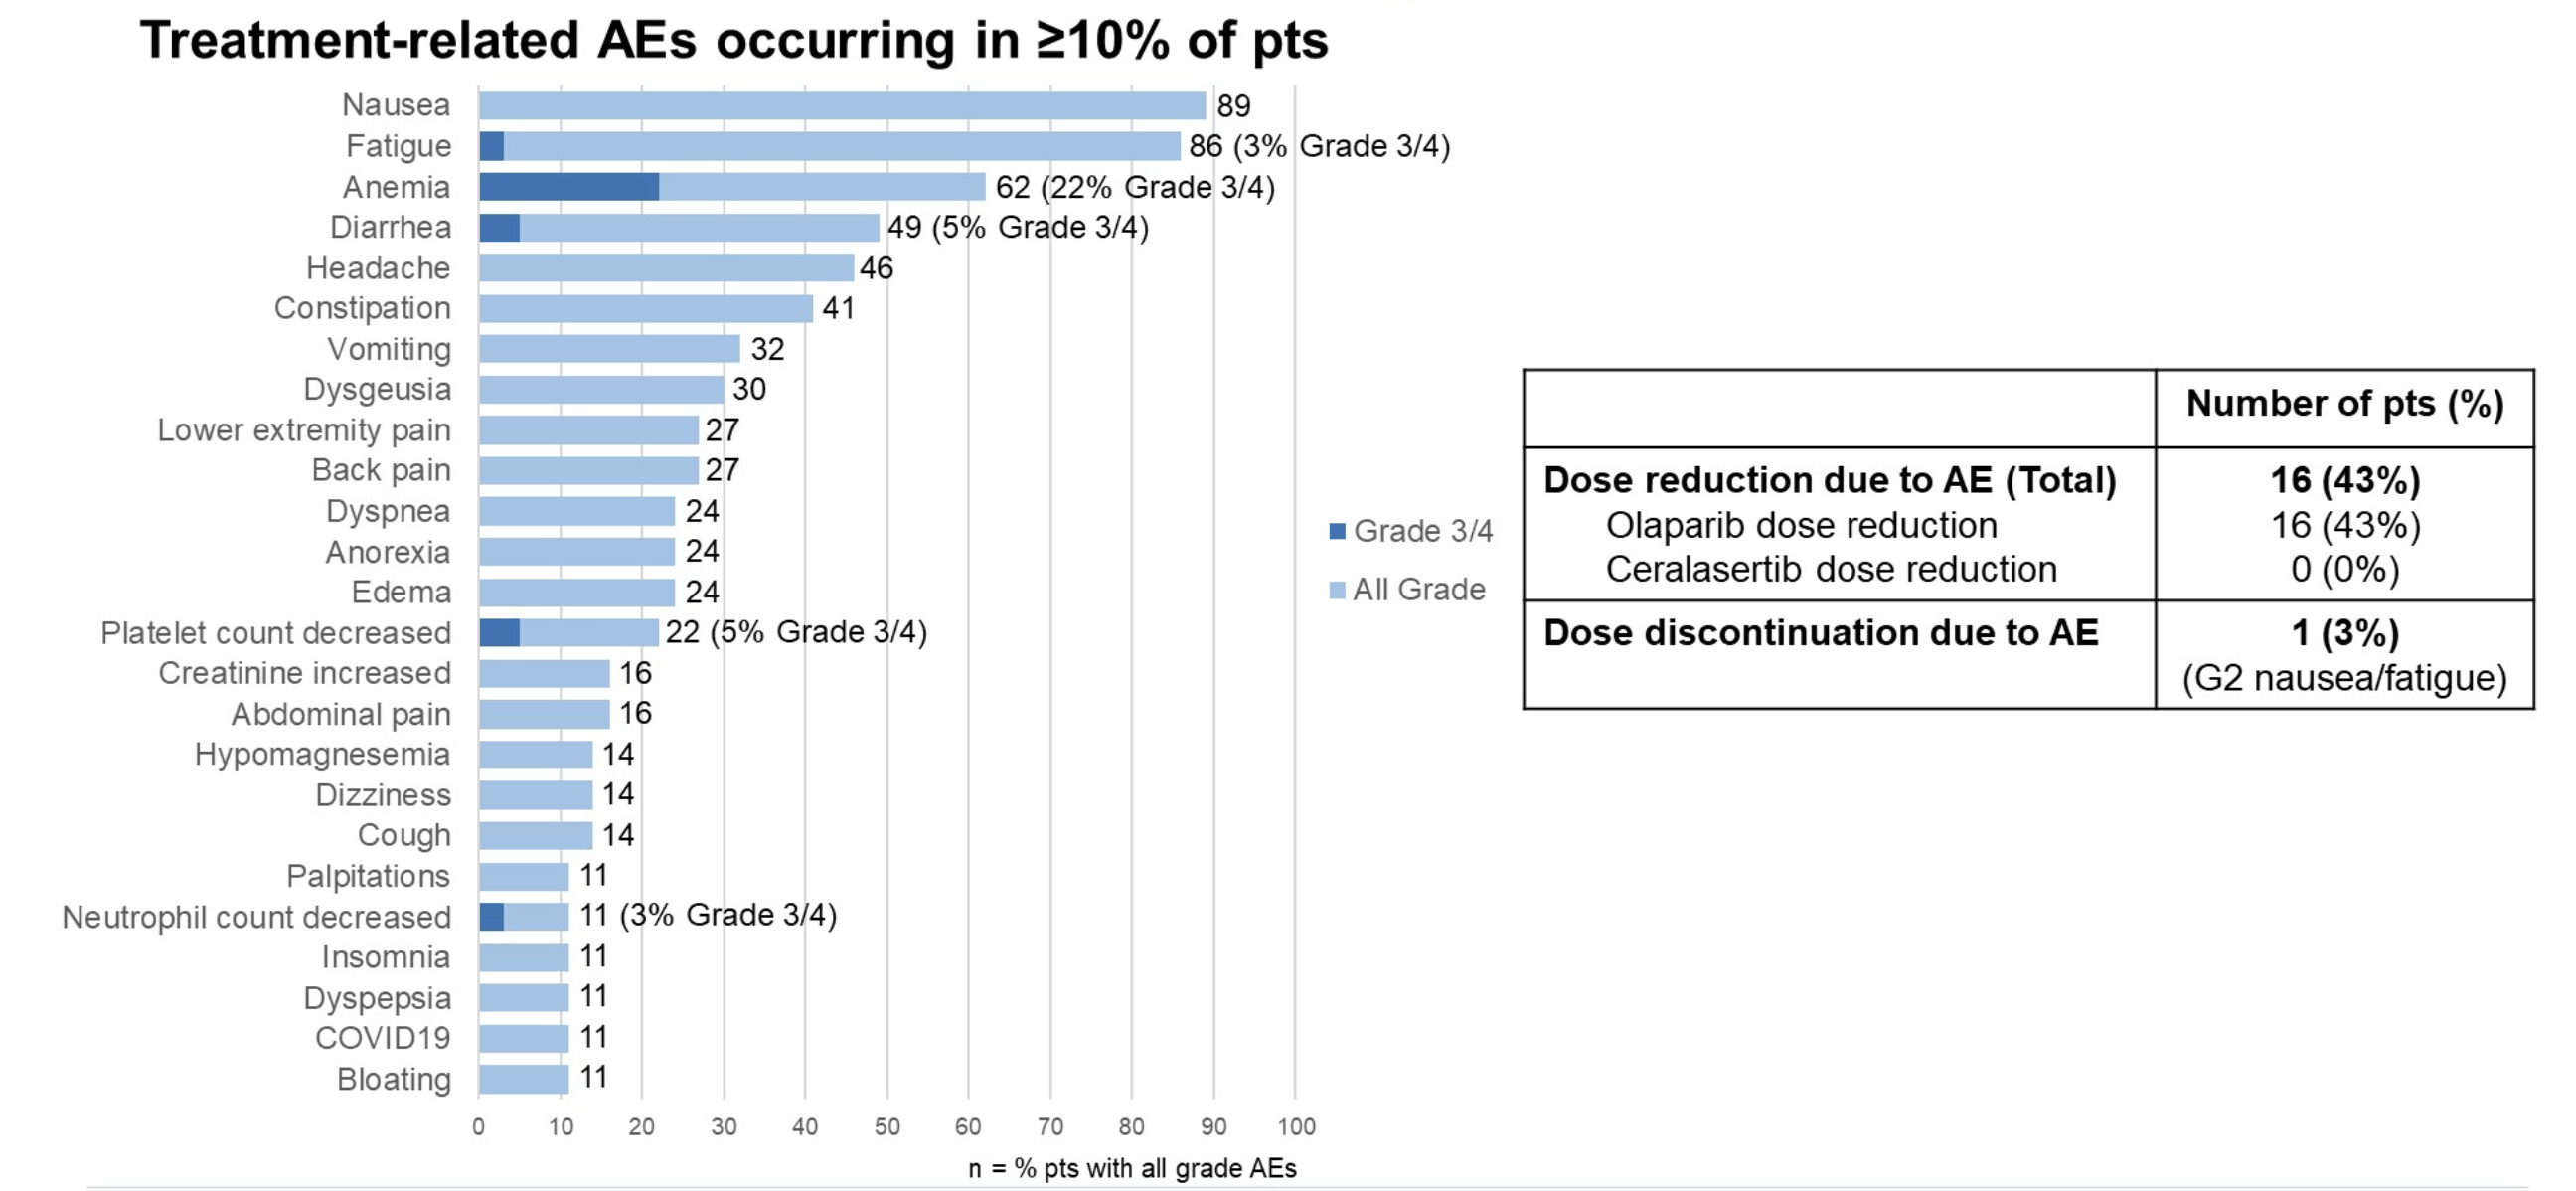 Treatment-related AEs occurring in ≥10% of pts
Nausea 89
Fatigue 86 (3% Grade 3/4)
Anemia 62 (22% Grade 3/4)
Diarrhea 49 (5% Grade 3/4)
Headache 46
Constipation 41
Vomiting 32
Dysgeusia 30
Lower extremity pain 27
Back pain 27
Dyspnea 24
Anorexia 24
Edema 24
Platelet count decreased 22 (5% Grade 3/4)
Creatinine increased 16
Abdominal pain 16
Hypomagnesemia 14
Dizziness 14
Cough 14
Palpitations 11
Neutrophil count decreased 11 (3% Grade 3/4)
Insomnia 11
Dyspepsia 11
COVID19 11
Bloating 11
0 10 20 30 40 50 60 70 80 90 100
n = % pts with all grade AEs
Grade 3/4
All Grade
Number of pts (%)
Dose reduction due to AE (Total) 16 (43%)
Olaparib dose reduction 16 (43%)
Ceralasertib dose reduction 0 (0%)
Dose discontinuation due to AE 1 (3%)
(G2 nausea/fatigue)